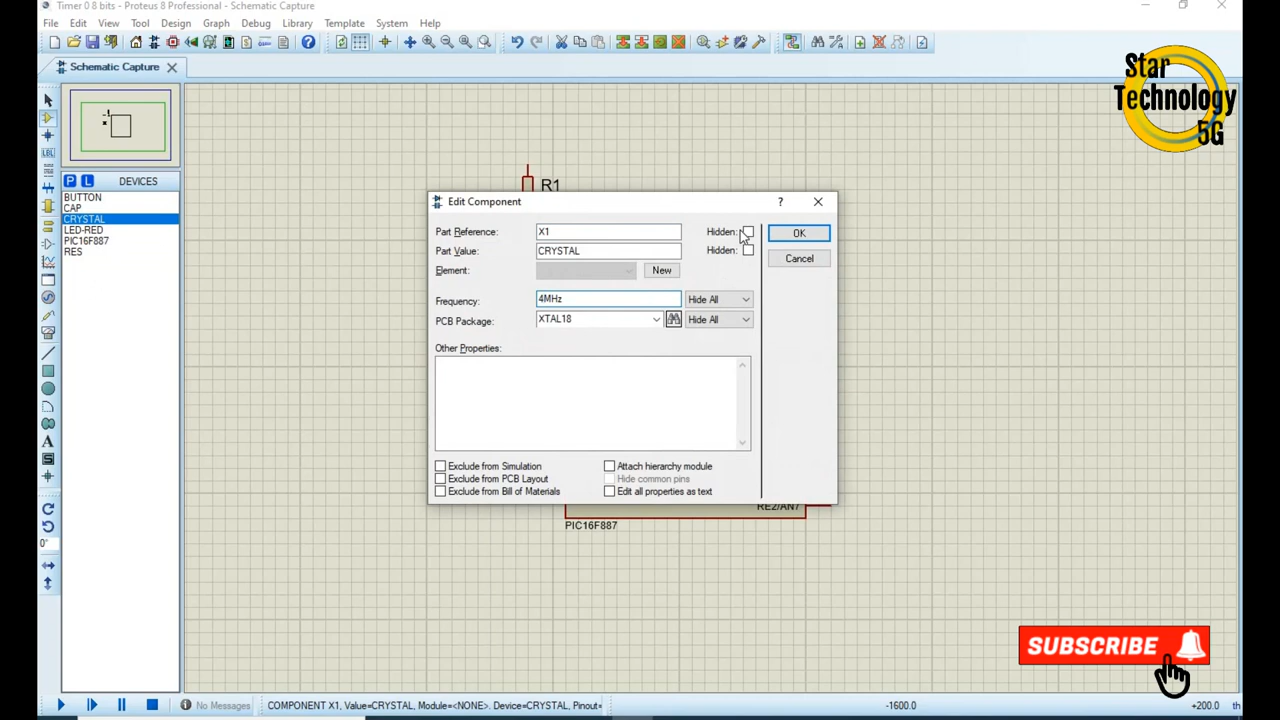 Timer 0 8 bits - Proteus 8 Professional - Schematic Capture
File Edit View Tool Design Graph Debug Library Template System Help
Schematic Capture
Star
Technology
5G
P L DEVICES
BUTTON
CAP
CRYSTAL
LED-RED
PIC16F887
RES
LBL
A
S
0°
R1
Edit Component ?
Part Reference: X1 Hidden:
Part Value: CRYSTAL Hidden:
Element: New
Frequency: 4MHz Hide All
PCB Package: XTAL18 Hide All
Other Properties:
OK
Cancel
Exclude from Simulation Attach hierarchy module
Exclude from PCB Layout Hide common pins
Exclude from Bill of Materials Edit all properties as text
RE2/AN7
PIC16F887
SUBSCRIBE
No Messages COMPONENT X1, Value=CRYSTAL, Module=<NONE>. Device=CRYSTAL, Pinout= -1600.0 +200.0 th